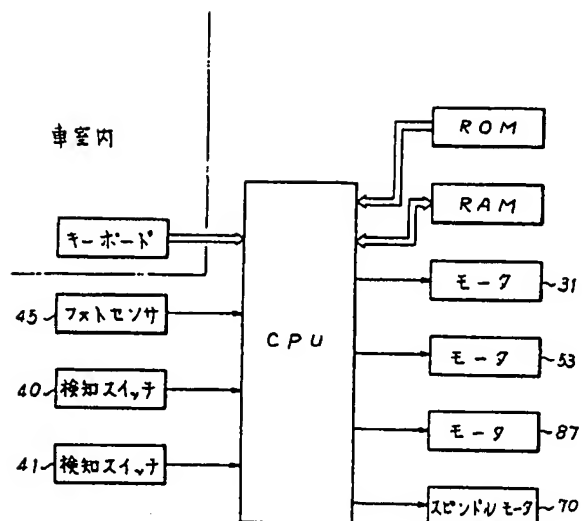 車室内
キーボード
45 フォトセンサ
40 検知スイッチ
41 検知スイッチ
CPU
ROM
RAM
モータ 31
モータ 53
モータ 87
スピンドルモータ 70